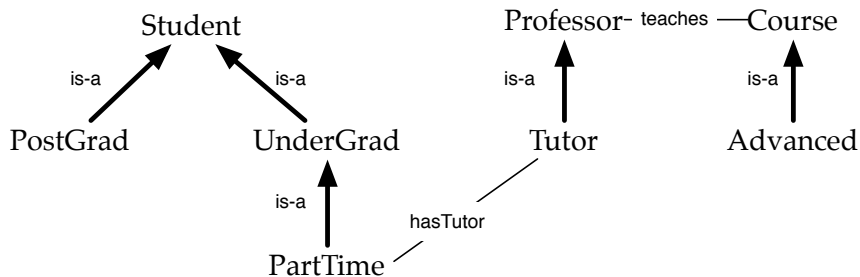 Student
Professor teaches Course
is-a is-a is-a is-a
PostGrad UnderGrad Tutor Advanced
is-a
hasTutor
PartTime